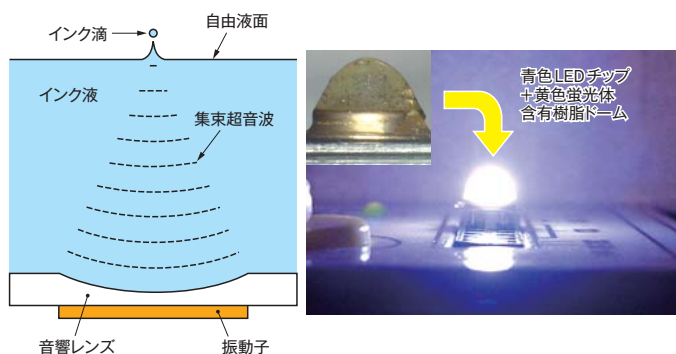 インク滴
自由液面
インク液
集束超音波
音響レンズ
振動子
青色LEDチップ
＋黄色蛍光体
含有樹脂ドーム